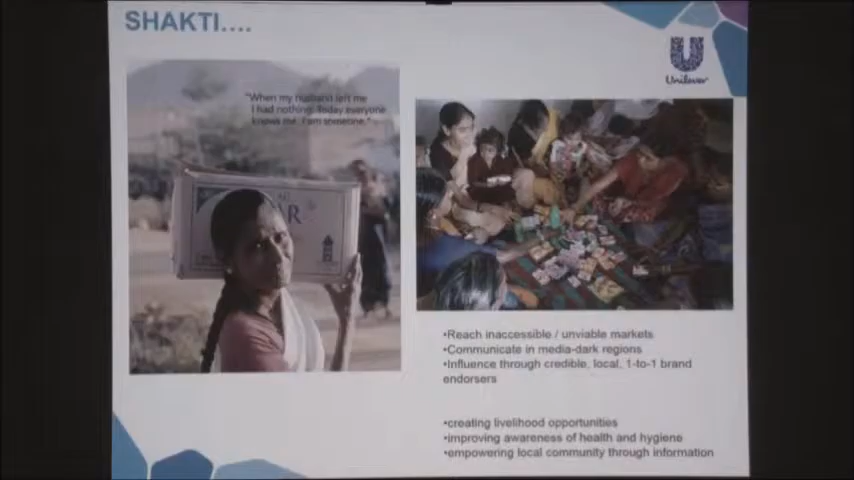 SHAKTI....
"When my husband left me
I had nothing. Today everyone
knows me. I am someone."
AR
Unilever
•Reach inaccessible / unviable markets
•Communicate in media-dark regions
•Influence through credible, local, 1-to-1 brand
endorsers
•creating livelihood opportunities
•improving awareness of health and hygiene
•empowering local community through information